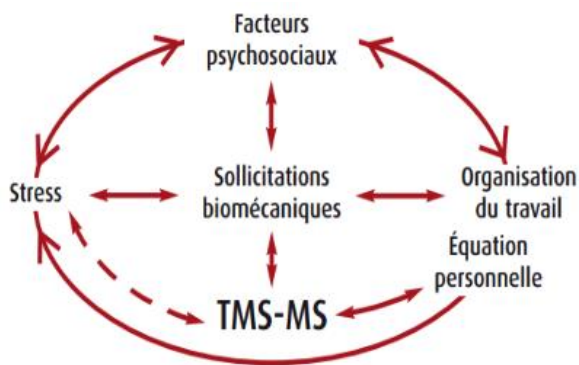 Facteurs
psychosociaux
Stress
Sollicitations
biomécaniques
Organisation
du travail
Équation
personnelle
TMS-MS